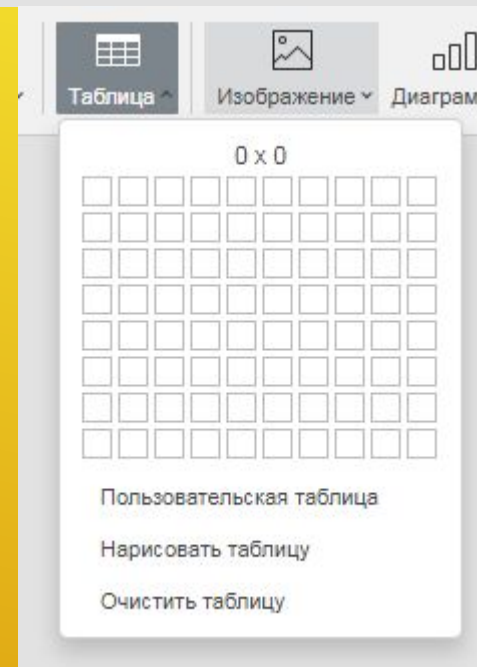 Таблица
Изображение
Диаграм
0 x 0
Пользовательская таблица
Нарисовать таблицу
Очистить таблицу